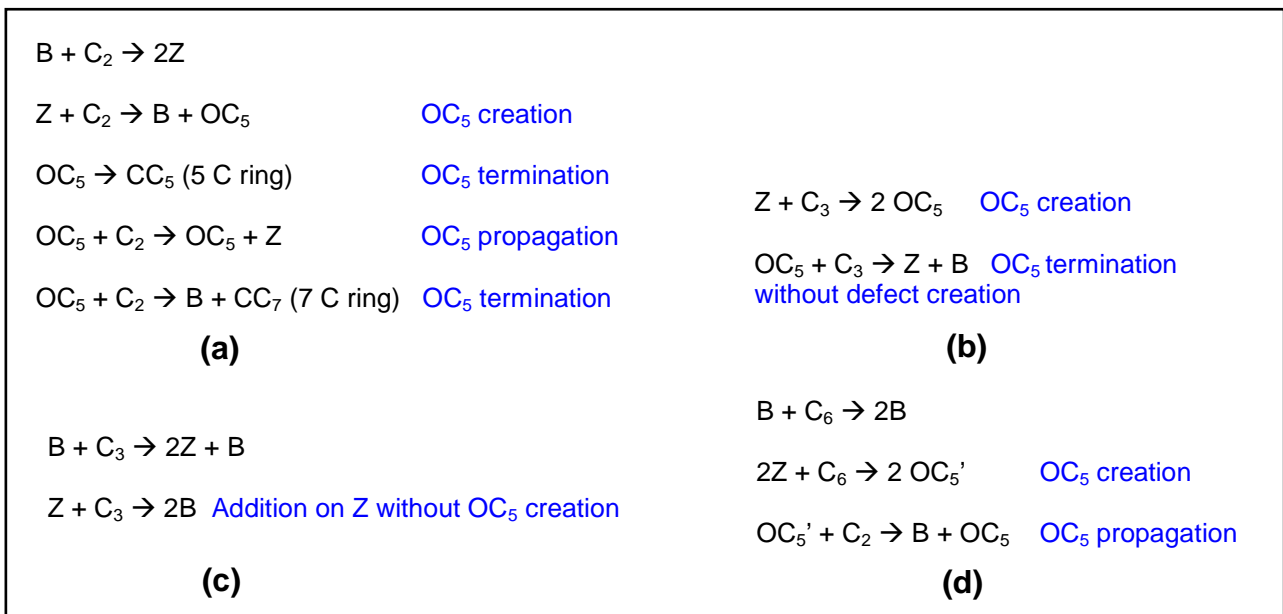 B + C₂ → 2Z
Z + C₂ → B + OC₅ OC₅ creation
OC₅ → CC₅ (5 C ring) OC₅ termination
OC₅ + C₂ → OC₅ + Z OC₅ propagation
OC₅ + C₂ → B + CC₇ (7 C ring) OC₅ termination
(a)
Z + C₃ → 2 OC₅ OC₅ creation
OC₅ + C₃ → Z + B OC₅ termination
without defect creation
(b)
B + C₃ → 2Z + B
Z + C₃ → 2B Addition on Z without OC₅ creation
(c)
B + C₆ → 2B
2Z + C₆ → 2 OC₅’ OC₅ creation
OC₅’ + C₂ → B + OC₅ OC₅ propagation
(d)